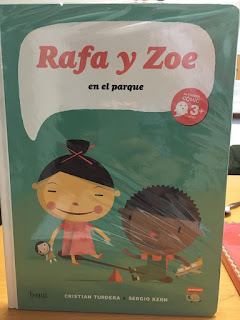 Rafa y Zoe
en el parque
3+
CRISTIAN TURDERA • SERGIO KERN